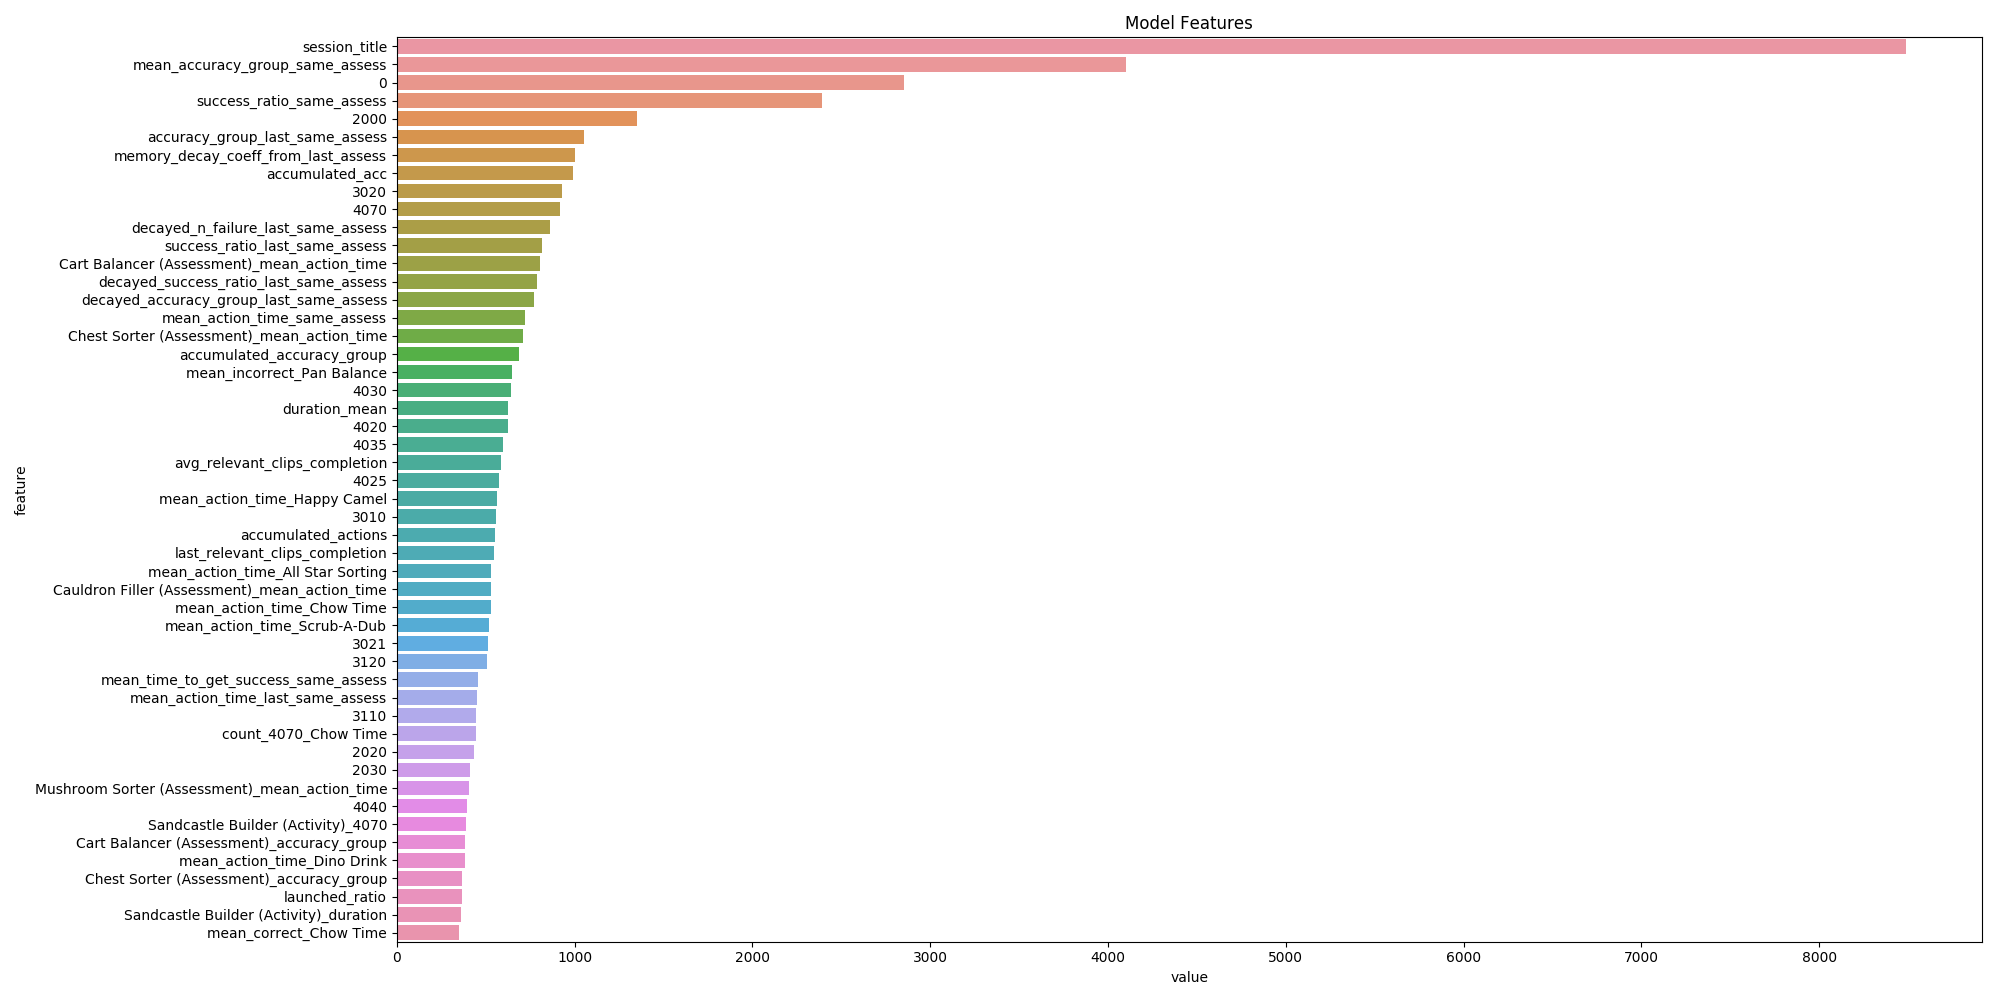 Model Features
feature
session_title
mean_accuracy_group_same_assess
0
success_ratio_same_assess
2000
accuracy_group_last_same_assess
memory_decay_coeff_from_last_assess
accumulated_acc
3020
4070
decayed_n_failure_last_same_assess
success_ratio_last_same_assess
Cart Balancer (Assessment)_mean_action_time
decayed_success_ratio_last_same_assess
decayed_accuracy_group_last_same_assess
mean_action_time_same_assess
Chest Sorter (Assessment)_mean_action_time
accumulated_accuracy_group
mean_incorrect_Pan Balance
4030
duration_mean
4020
4035
avg_relevant_clips_completion
4025
mean_action_time_Happy Camel
3010
accumulated_actions
last_relevant_clips_completion
mean_action_time_All Star Sorting
Cauldron Filler (Assessment)_mean_action_time
mean_action_time_Chow Time
mean_action_time_Scrub-A-Dub
3021
3120
mean_time_to_get_success_same_assess
mean_action_time_last_same_assess
3110
count_4070_Chow Time
2020
2030
Mushroom Sorter (Assessment)_mean_action_time
4040
Sandcastle Builder (Activity)_4070
Cart Balancer (Assessment)_accuracy_group
mean_action_time_Dino Drink
Chest Sorter (Assessment)_accuracy_group
launched_ratio
Sandcastle Builder (Activity)_duration
mean_correct_Chow Time
0 1000 2000 3000 4000 5000 6000 7000 8000
value